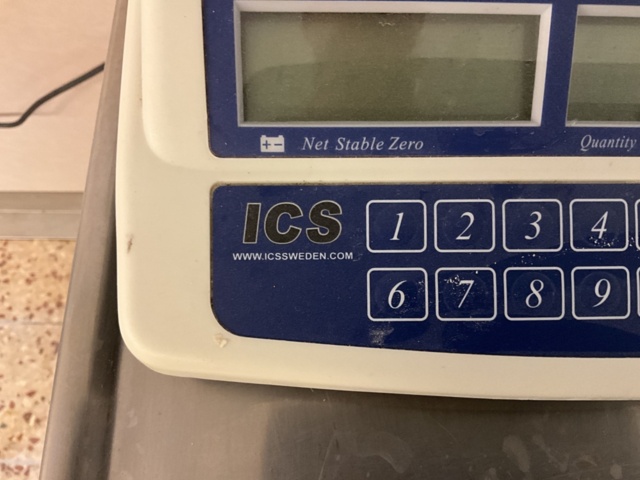 Net Stable Zero
Quantity
ICS
WWW.ICSSWEDEN.COM
1 2 3 4
6 7 8 9